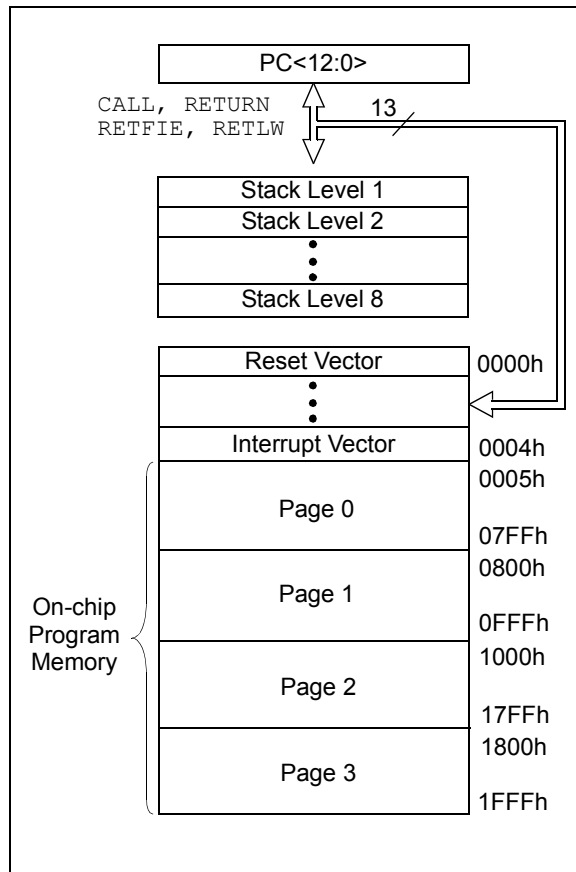 PC<12:0>
CALL, RETURN
RETFIE, RETLW
13
Stack Level 1
Stack Level 2
Stack Level 8
Reset Vector
0000h
Interrupt Vector
0004h
0005h
Page 0
07FFh
0800h
Page 1
On-chip
Program
Memory
0FFFh
1000h
Page 2
17FFh
1800h
Page 3
1FFFh